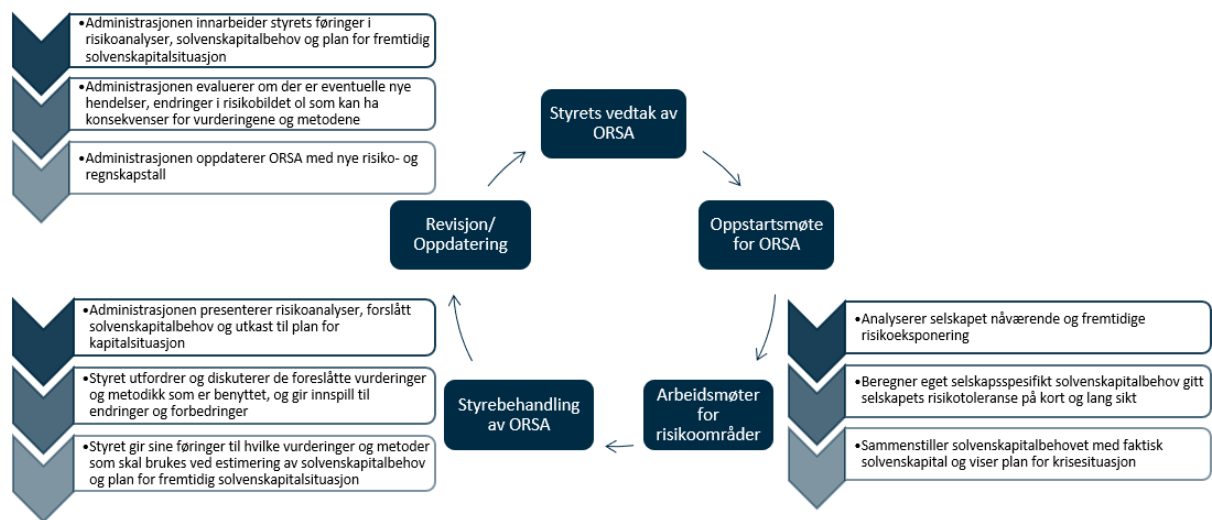 •Administrasjonen innarbeider styrets føringer i
risikoanalyser, solvenskapitalbehov og plan for fremtidig
solvenskapitalsituasjon
•Administrasjonen evaluerer om der er eventuelle nye
hendelser, endringer i risikobildet ol som kan ha
konsekvenser for vurderingene og metodene
•Administrasjonen oppdaterer ORSA med nye risiko- og
regnskapstall
Styrets vedtak av
ORSA
Revisjon/
Oppdatering
Oppstartsmøte
for ORSA
•Administrasjonen presenterer risikoanalyser, forslått
solvenskapitalbehov og utkast til plan for
kapitalsituasjon
•Styret utfordrer og diskuterer de foreslåtte vurderinger
og metodikk som er benyttet, og gir innspill til
endringer og forbedringer
•Styret gir sine føringer til hvilke vurderinger og metoder
som skal brukes ved estimering av solvenskapitalbehov
og plan for fremtidig solvenskapitalsituasjon
Styrebehandling
av ORSA
Arbeidsmøter
for
risikoområder
•Analyserer selskapet nåværende og fremtidige
risikoeksponering
•Beregner eget selskapsspesifikt solvenskapitalbehov gitt
selskapets risikotoleranse på kort og lang sikt
•Sammenstiller solvenskapitalbehovet med faktisk
solvenskapital og viser plan for krisesituasjon